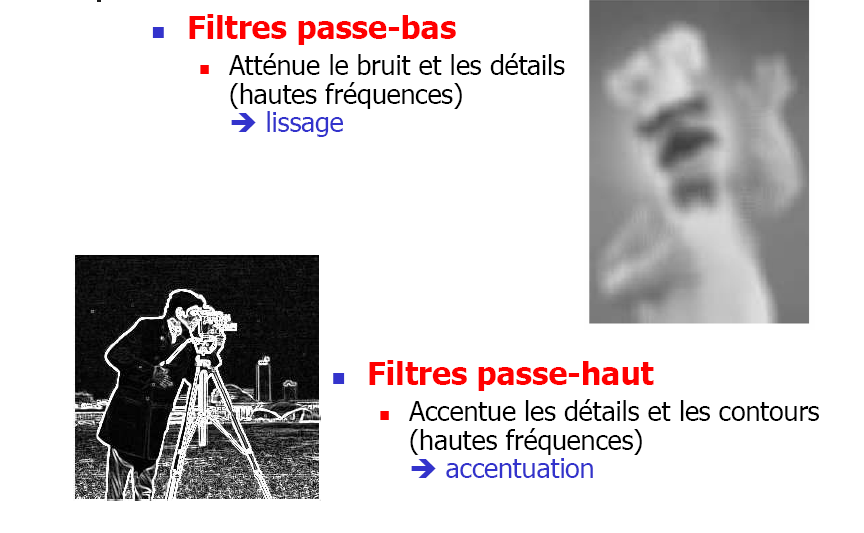 Filtres passe-bas
Atténue le bruit et les détails
(hautes fréquences)
➔ lissage
Filtres passe-haut
Accentue les détails et les contours
(hautes fréquences)
➔ accentuation